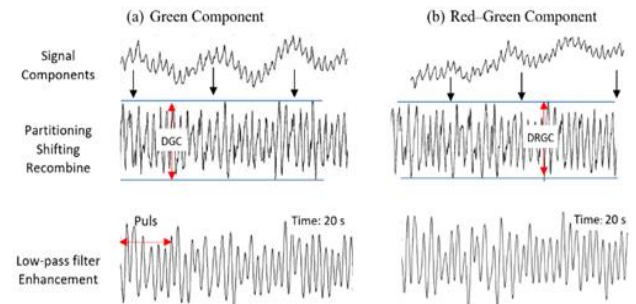 (a) Green Component
(b) Red–Green Component
Signal
Components
Partitioning
Shifting
Recombine
DGC
DRGC
Puls
Time: 20 s
Time: 20 s
Low-pass filter
Enhancement